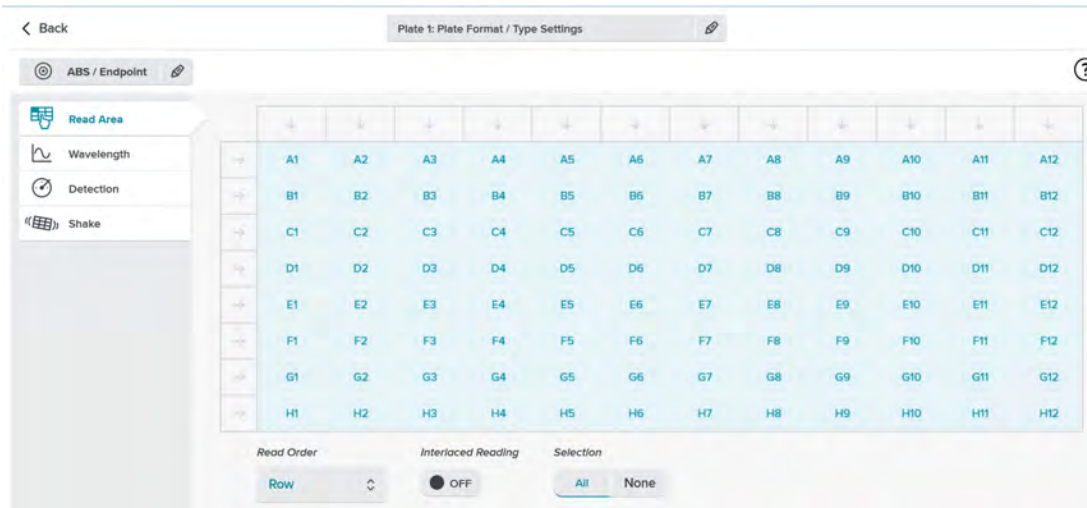 Back
Plate 1: Plate Format / Type Settings
ABS / Endpoint
?
Read Area
Wavelength
Detection
Shake
A1 A2 A3 A4 A5 A6 A7 A8 A9 A10 A11 A12
B1 B2 B3 B4 B5 B6 B7 B8 B9 B10 B11 B12
C1 C2 C3 C4 C5 C6 C7 C8 C9 C10 C11 C12
D1 D2 D3 D4 D5 D6 D7 D8 D9 D10 D11 D12
E1 E2 E3 E4 E5 E6 E7 E8 E9 E10 E11 E12
F1 F2 F3 F4 F5 F6 F7 F8 F9 F10 F11 F12
G1 G2 G3 G4 G5 G6 G7 G8 G9 G10 G11 G12
H1 H2 H3 H4 H5 H6 H7 H8 H9 H10 H11 H12
Read Order Interlaced Reading Selection
Row OFF All None